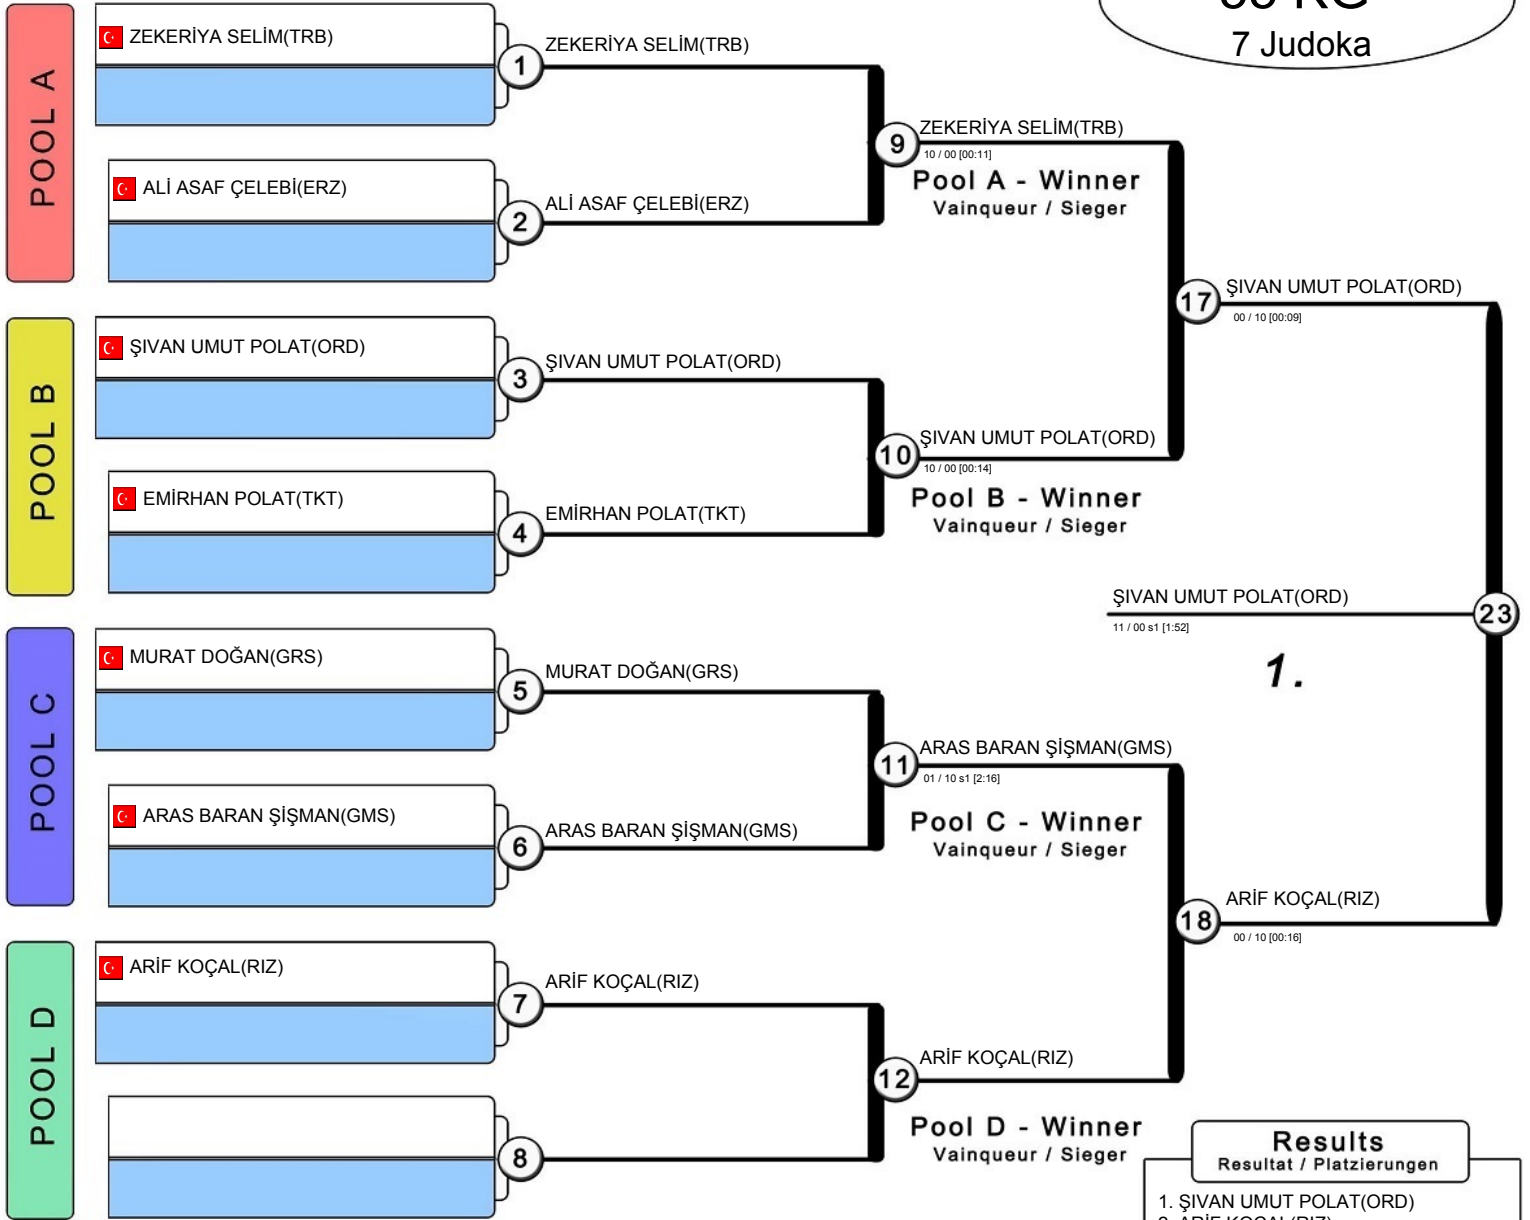 7 Judoka
POOL A
ZEKERİYA SELİM(TRB)
1
ZEKERİYA SELİM(TRB)
ALİ ASAF ÇELEBİ(ERZ)
2
ALİ ASAF ÇELEBİ(ERZ)
9
ZEKERİYA SELİM(TRB)
10 / 00 [00:11]
Pool A - Winner
Vainqueur / Sieger
POOL B
ŞIVAN UMUT POLAT(ORD)
3
ŞIVAN UMUT POLAT(ORD)
EMİRHAN POLAT(TKT)
4
EMİRHAN POLAT(TKT)
10
ŞIVAN UMUT POLAT(ORD)
10 / 00 [00:14]
Pool B - Winner
Vainqueur / Sieger
17
ŞIVAN UMUT POLAT(ORD)
00 / 10 [00:09]
POOL C
MURAT DOĞAN(GRS)
5
MURAT DOĞAN(GRS)
ARAS BARAN ŞİŞMAN(GMS)
6
ARAS BARAN ŞİŞMAN(GMS)
11
ARAS BARAN ŞİŞMAN(GMS)
01 / 10 s1 [2:16]
Pool C - Winner
Vainqueur / Sieger
POOL D
ARİF KOÇAL(RIZ)
7
ARİF KOÇAL(RIZ)
8
12
ARİF KOÇAL(RIZ)
Pool D - Winner
Vainqueur / Sieger
18
ARİF KOÇAL(RIZ)
00 / 10 [00:16]
ŞIVAN UMUT POLAT(ORD)
23
11 / 00 s1 [1:52]
1.
Results
Resultat / Platzierungen
1. ŞIVAN UMUT POLAT(ORD)